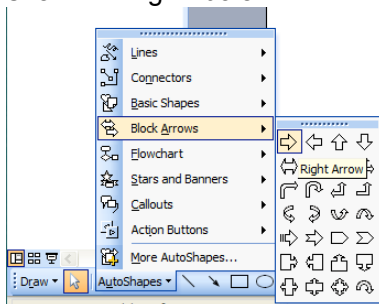 Lines
Connectors
Basic Shapes
Block Arrows
Right Arrow
Flowchart
Stars and Banners
Callouts
Action Buttons
More AutoShapes...
Draw
AutoShapes